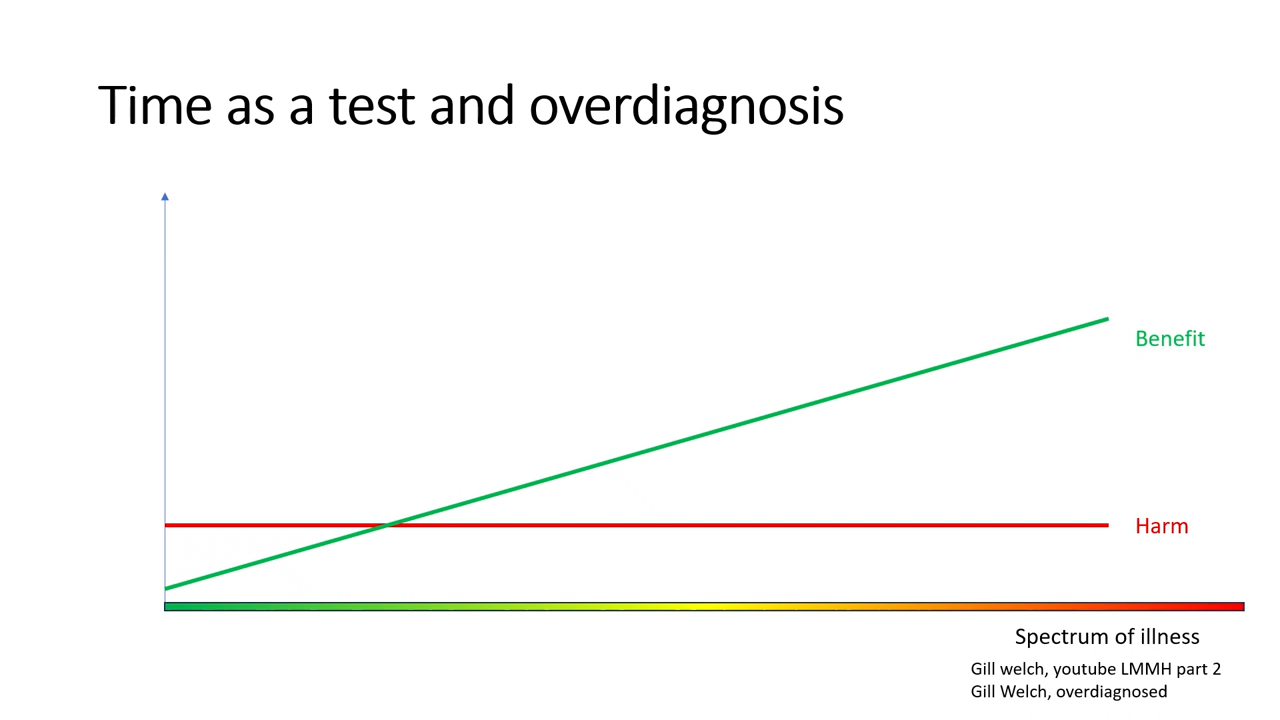 Time as a test and overdiagnosis
Benefit
Harm
Spectrum of illness
Gill welch, youtube LMMH part 2
Gill Welch, overdiagnosed